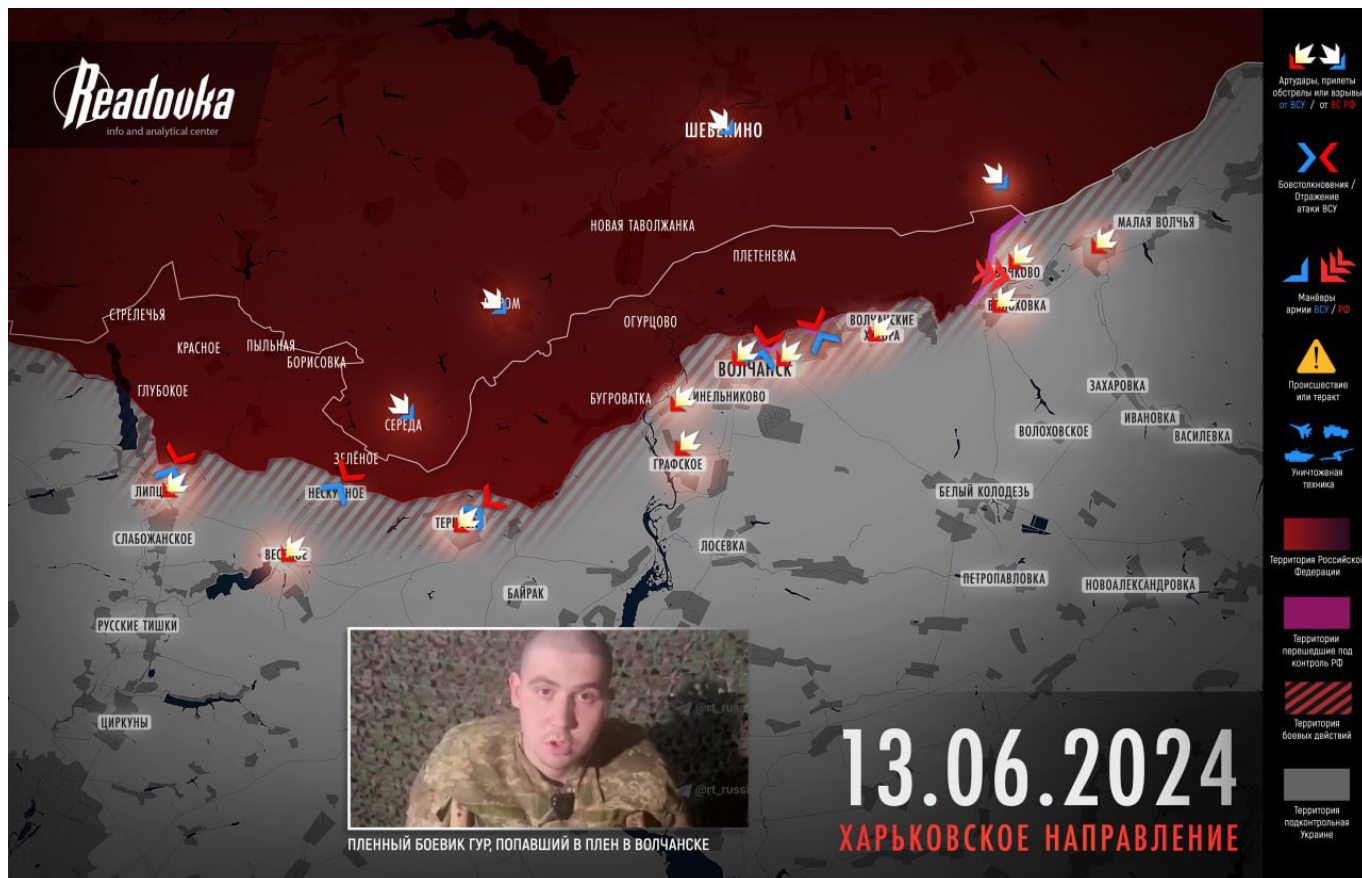 Readovka
info and analytical center
ШЕБЕКИНО
НОВАЯ ТАВОЛЖАНКА
МАЛАЯ ВОЛЧЬЯ
ПЛЕТЕНЕВКА
СТРЕЛЕЧЬЯ
ОГУРЦОВО
ВОЛЧАНСКИЕ
КРАСНОЕ
ПЫЛЬНАЯ
БОРИСОВКА
ВОЛЧАНСК
ГЛУБОКОЕ
БУГРОВАТКА
ЗАХАРОВКА
СЕРЕДА
ИВАНОВКА
ВОЛОХОВСКОЕ
ВАСИЛЕВКА
ЗЕЛЁНОЕ
ГРАФСКОЕ
БЕЛЫЙ КОЛОДЕЗЬ
СЛАБОЖАНСКОЕ
ЛОСЕВКА
ПЕТРОПАВЛОВКА
НОВОАЛЕКСАНДРОВКА
БАЙРАК
РУССКИЕ ТИШКИ
ЦИРКУНЫ
@rt_russi
@rt_russi
ПЛЕННЫЙ БОЕВИК ГУР, ПОПАВШИЙ В ПЛЕН В ВОЛЧАНСКЕ
13.06.2024
ХАРЬКОВСКОЕ НАПРАВЛЕНИЕ
Артудары, прилеты
обстрелы или взрывы
от ВСУ / от ВС РФ
Боестолкновения /
Отражение
атаки ВСУ
Манёвры
армии ВСУ / РФ
Происшествие
или теракт
Уничтоженая
техника
Территория Российской
Федерации
Территории
перешедшие под
контроль РФ
Территория
боевых действий
Территория
подконтрольная
Украине